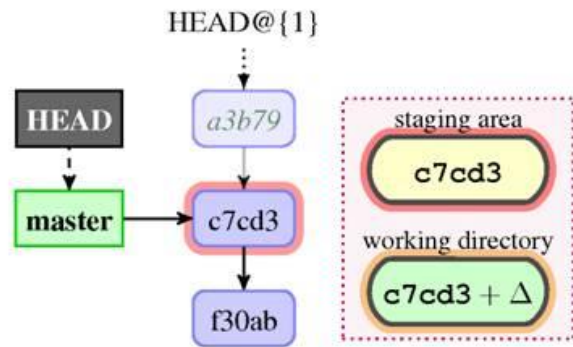 HEAD@{1}
HEAD
a3b79
master
c7cd3
f30ab
staging area
c7cd3
working directory
c7cd3 + Δ